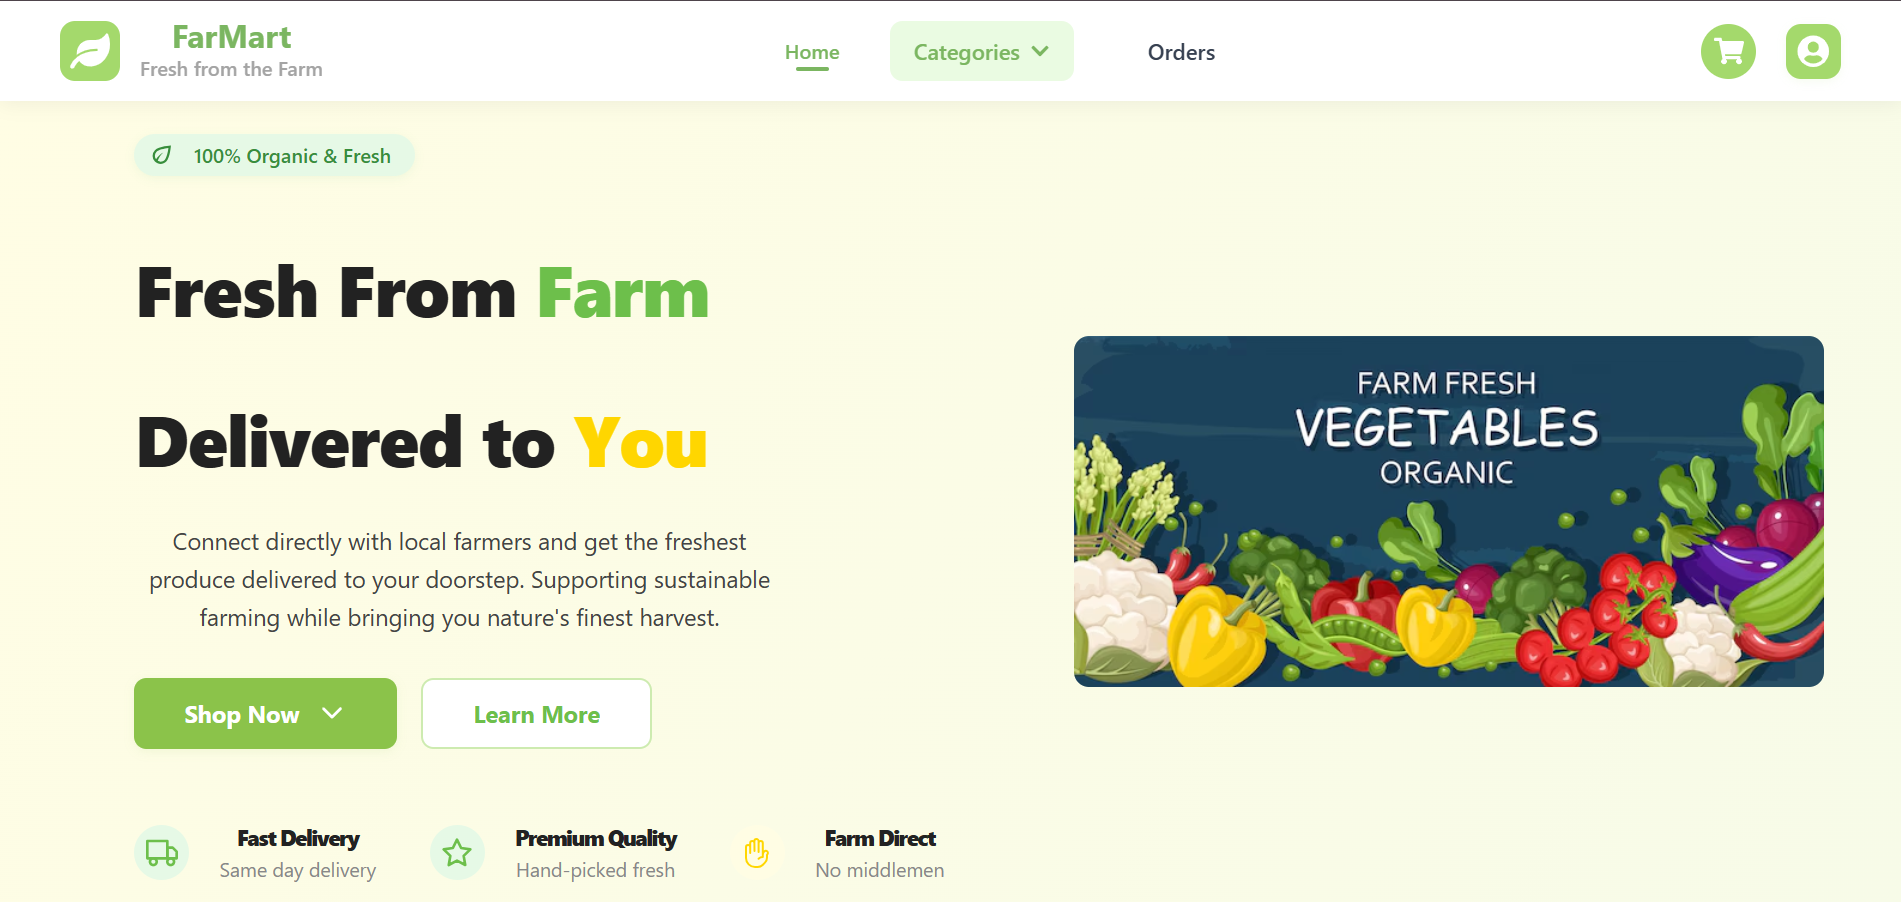 FarMart
Fresh from the Farm
Home
Categories
Orders
100% Organic & Fresh
Fresh From Farm
Delivered to You
Connect directly with local farmers and get the freshest
produce delivered to your doorstep. Supporting sustainable
farming while bringing you nature's finest harvest.
Shop Now
Learn More
FARM FRESH
VEGETABLES
ORGANIC
Fast Delivery
Same day delivery
Premium Quality
Hand-picked fresh
Farm Direct
No middlemen